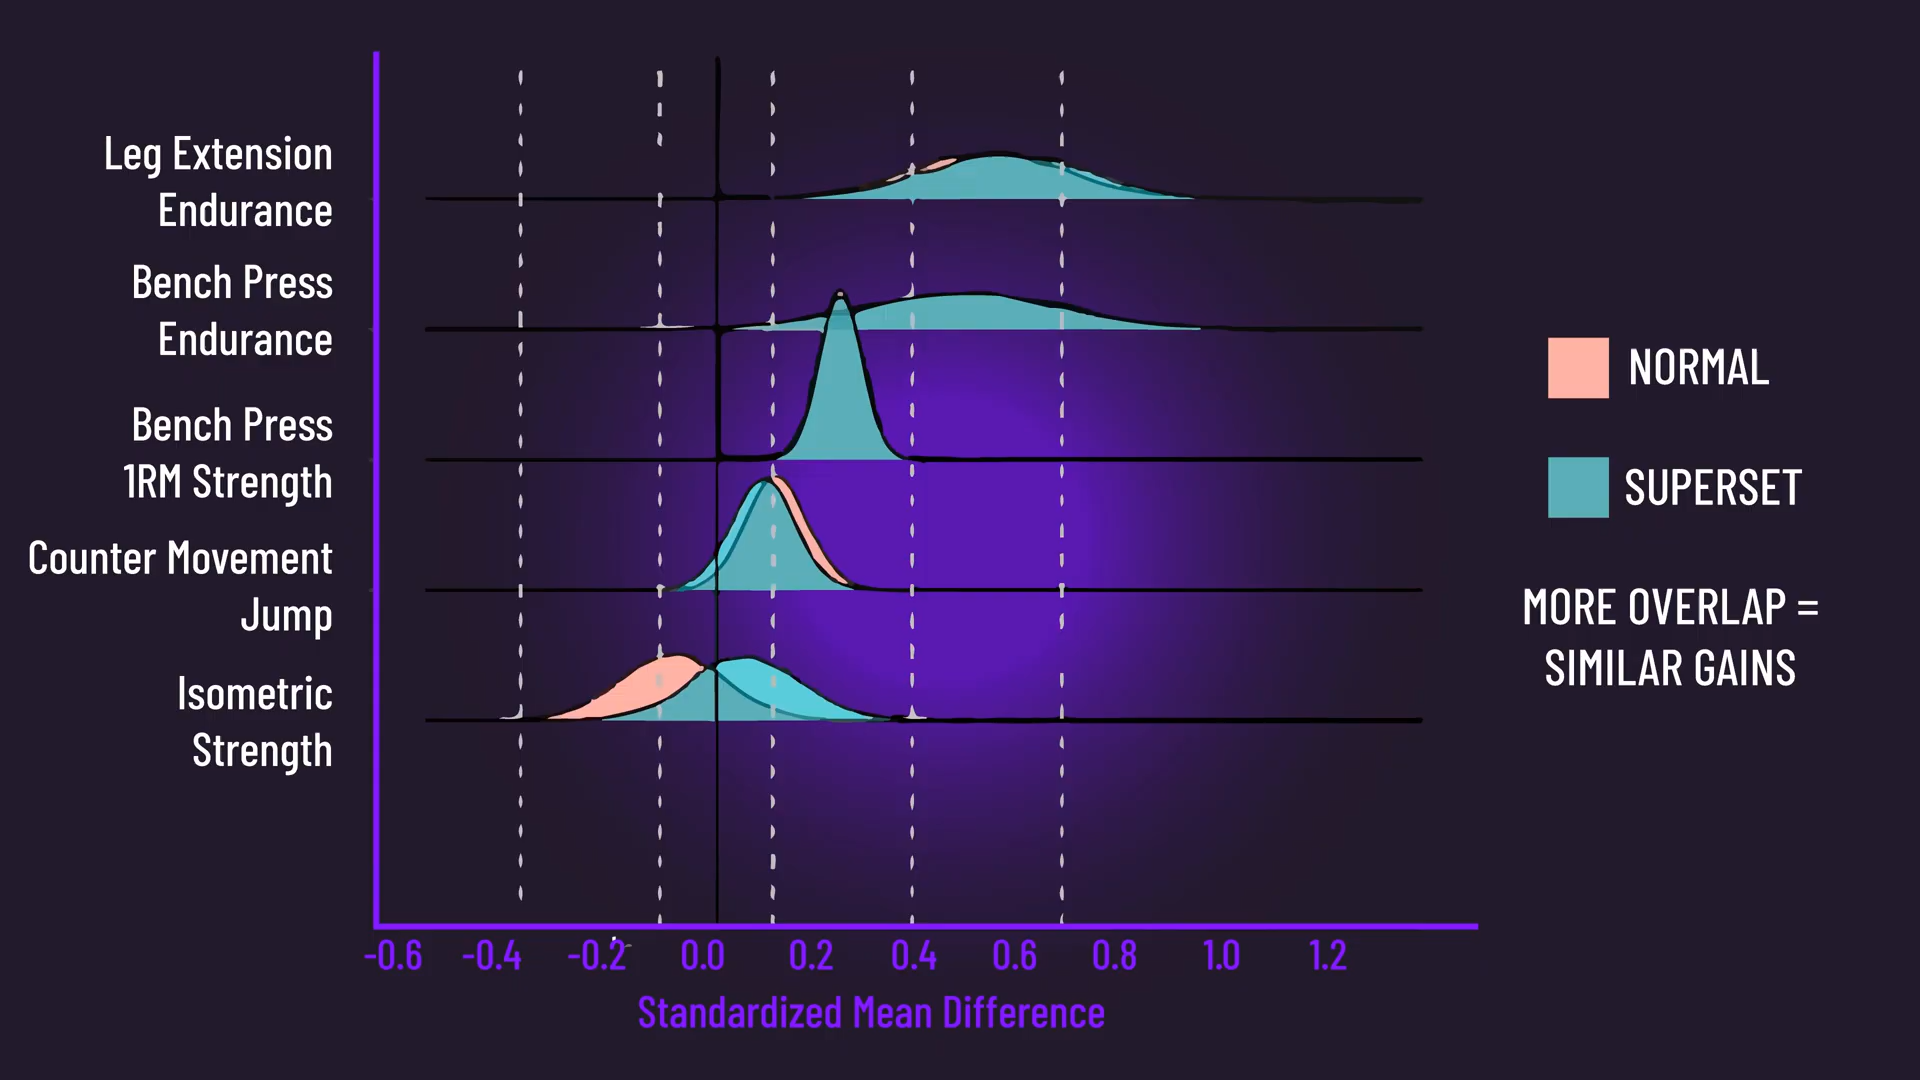 Leg Extension
Endurance
Bench Press
Endurance
Bench Press
1RM Strength
Counter Movement
Jump
Isometric
Strength
NORMAL
SUPERSET
MORE OVERLAP =
SIMILAR GAINS
-0.6 -0.4 -0.2 0.0 0.2 0.4 0.6 0.8 1.0 1.2
Standardized Mean Difference